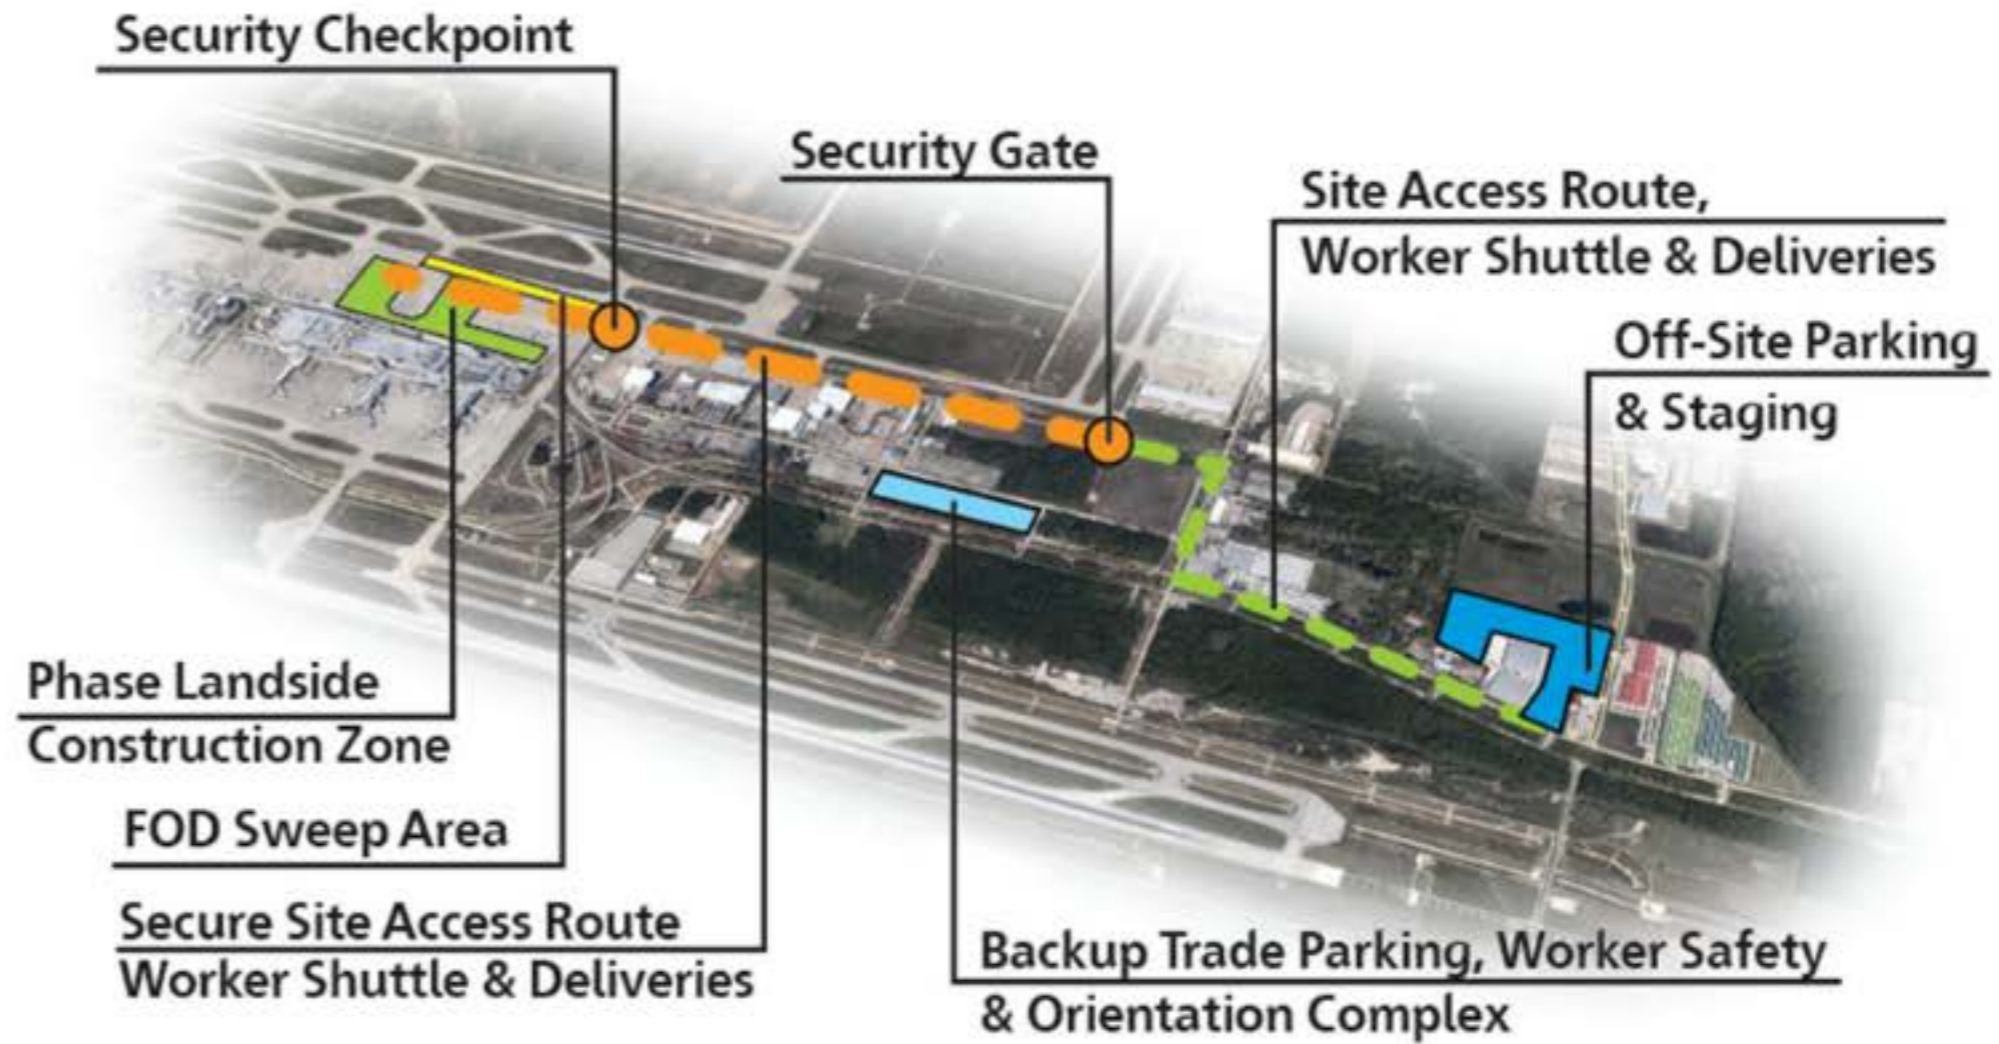 Security Checkpoint
Security Gate
Site Access Route,
Worker Shuttle & Deliveries
Off-Site Parking
& Staging
Phase Landside
Construction Zone
FOD Sweep Area
Secure Site Access Route
Worker Shuttle & Deliveries
Backup Trade Parking, Worker Safety
& Orientation Complex